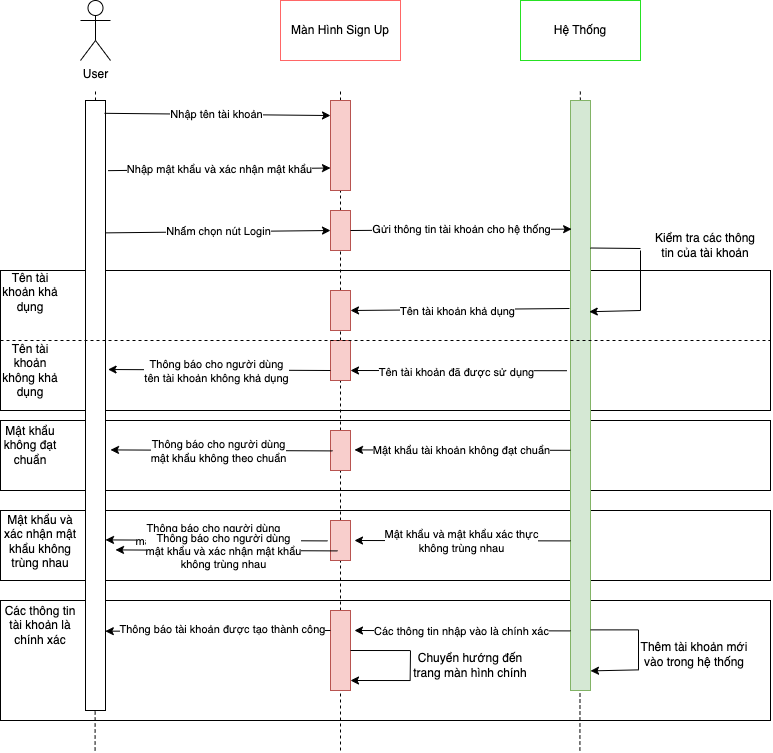 Màn Hình Sign Up
Hệ Thống
User
Nhập tên tài khoản
Nhập mật khẩu và xác nhận mật khẩu
Nhấm chọn nút Login
Gửi thông tin tài khoản cho hệ thống
Kiểm tra các thông
tin của tài khoản
Tên tài
khoản khả
dụng
Tên tài khoản khả dụng
Tên tài
khoản
không khả
dụng
Thông báo cho người dùng
tên tài khoản không khả dụng
Tên tài khoản đã được sử dụng
Mật khẩu
không đạt
chuẩn
Thông báo cho người dùng
mật khẩu không theo chuẩn
Mật khẩu tài khoản không đạt chuẩn
Mật khẩu và
xác nhận mật
khẩu không
trùng nhau
Thông báo cho người dùng
Thông báo cho người dùng
mật khẩu và xác nhận mật khẩu
không trùng nhau
Mật khẩu và mật khẩu xác thực
không trùng nhau
Các thông tin
tài khoản là
chính xác
Thông báo tài khoản được tạo thành công
Các thông tin nhập vào là chính xác
Thêm tài khoản mới
vào trong hệ thống
Chuyển hướng đến
trang màn hình chính